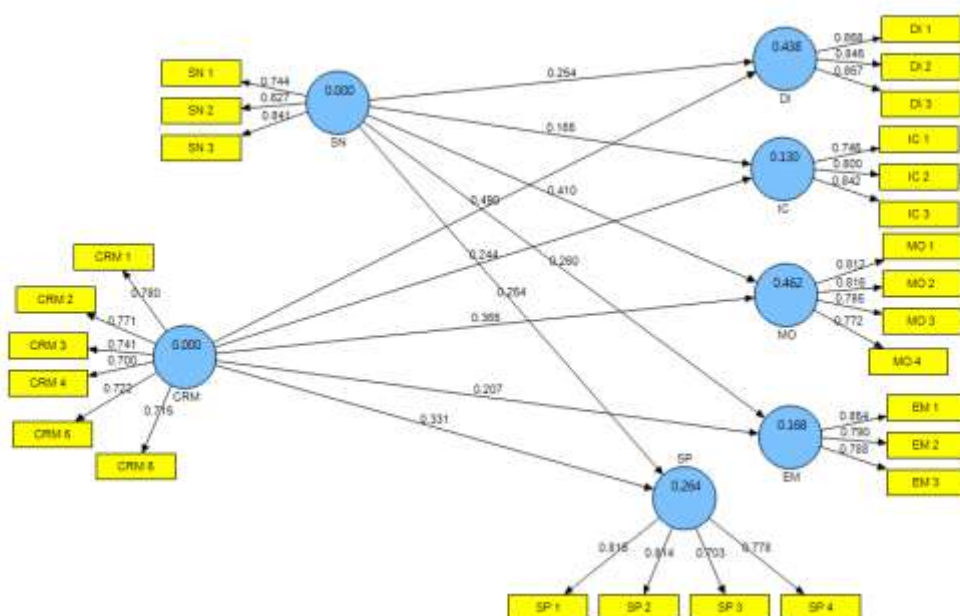 DI 1
0.868
0.438
DI 2
0.846
SN 1
0.254
0.867
0.744
0.000
DI
DI 3
SN 2
0.827
0.841
SN 3
SN
0.188
IC 1
0.746
0.130
0.800
IC 2
0.842
0.410
0.490
IC
IC 3
CRM 1
0.244
0.260
MO 1
0.812
0.780
0.264
0.462
0.816
MO 2
CRM 2
0.771
0.368
0.785
MO 3
CRM 3
0.741
0.000
0.772
MO
0.700
MO 4
CRM 4
0.722
CRM
0.207
EM 1
0.716
0.331
0.168
0.790
EM 2
0.788
CRM 6
SP
EM
EM 3
0.264
0.814
0.703
0.778
SP 1
SP 2
SP 3
SP 4